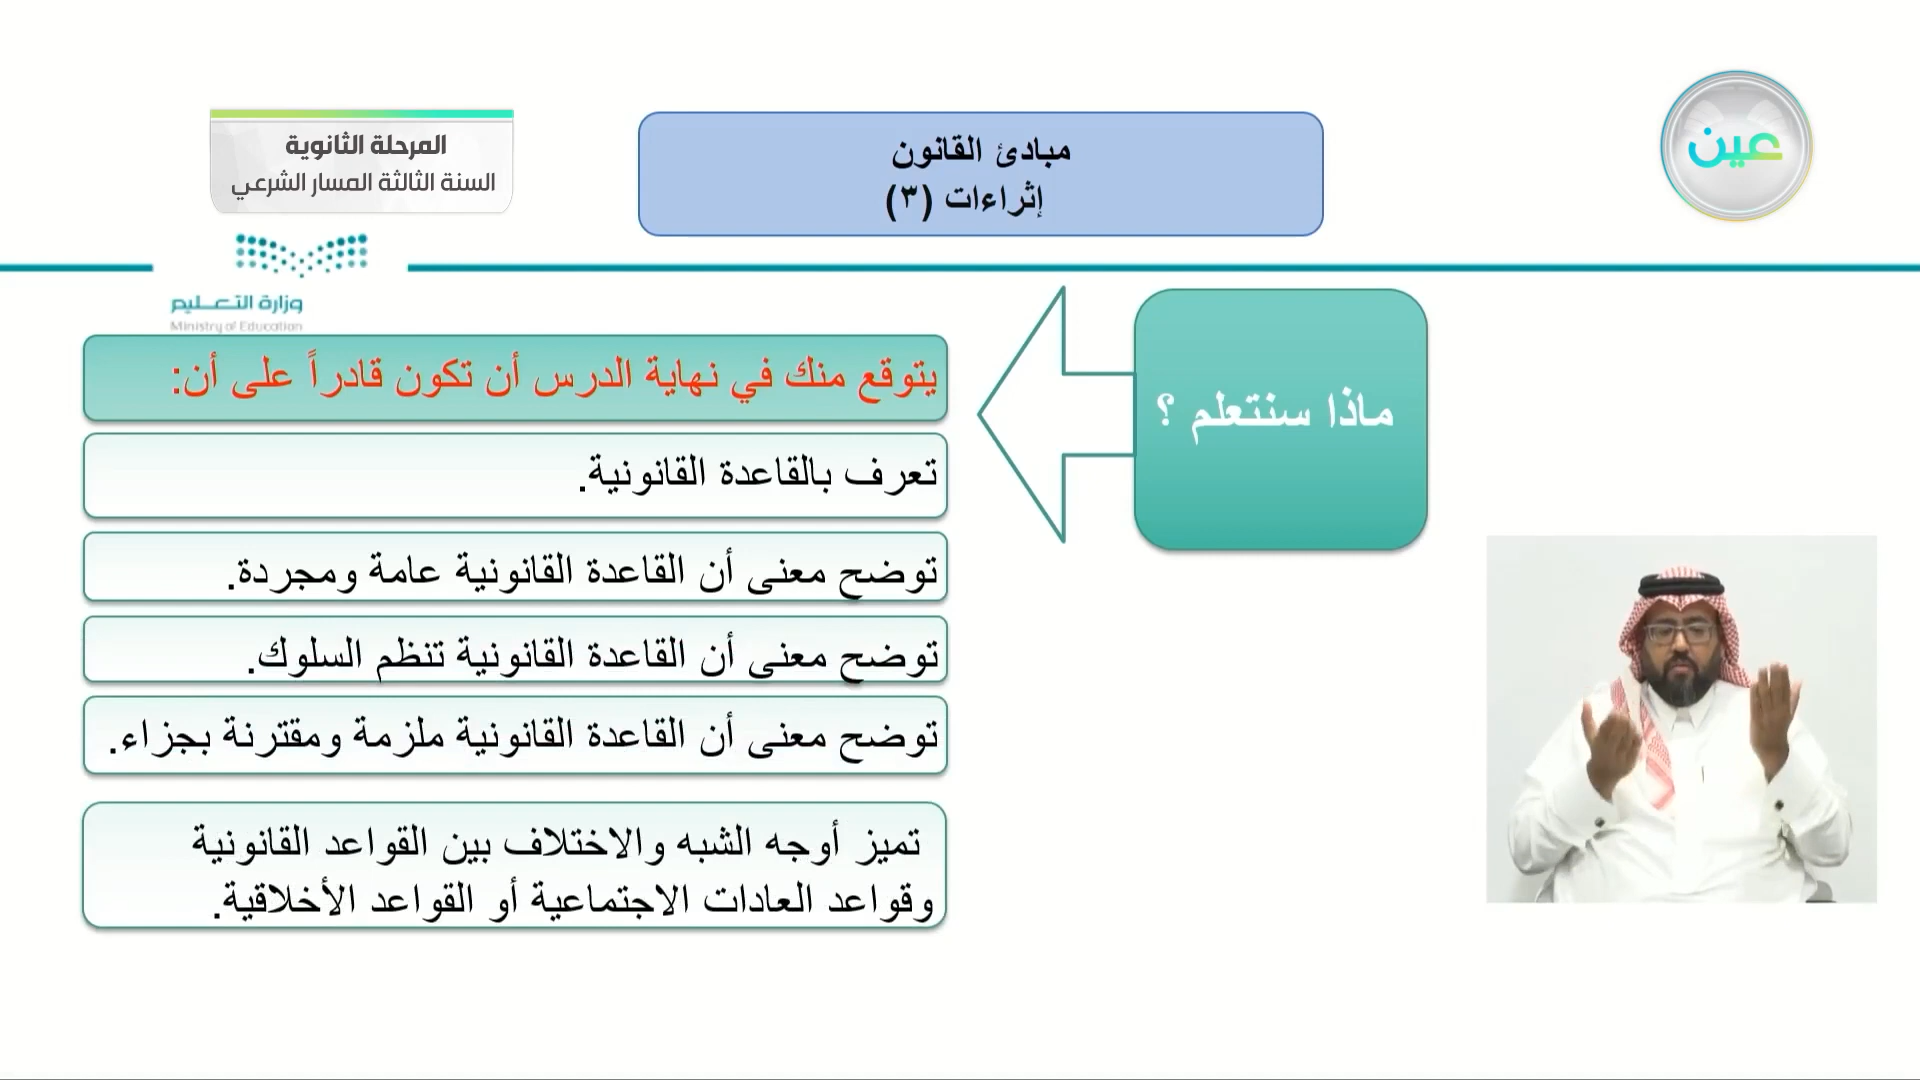 عين
مبادئ القانون
إثراءات (٣)
المرحلة الثانوية
السنة الثالثة المسار الشرعي
وزارة التعليم
Ministry of Education
ماذا سنتعلم ؟
يتوقع منك في نهاية الدرس أن تكون قادراً على أن:
تعرف بالقاعدة القانونية.
توضح معنى أن القاعدة القانونية عامة ومجردة.
توضح معنى أن القاعدة القانونية تنظم السلوك.
توضح معنى أن القاعدة القانونية ملزمة ومقترنة بجزاء.
تميز أوجه الشبه والاختلاف بين القواعد القانونية
وقواعد العادات الاجتماعية أو القواعد الأخلاقية.